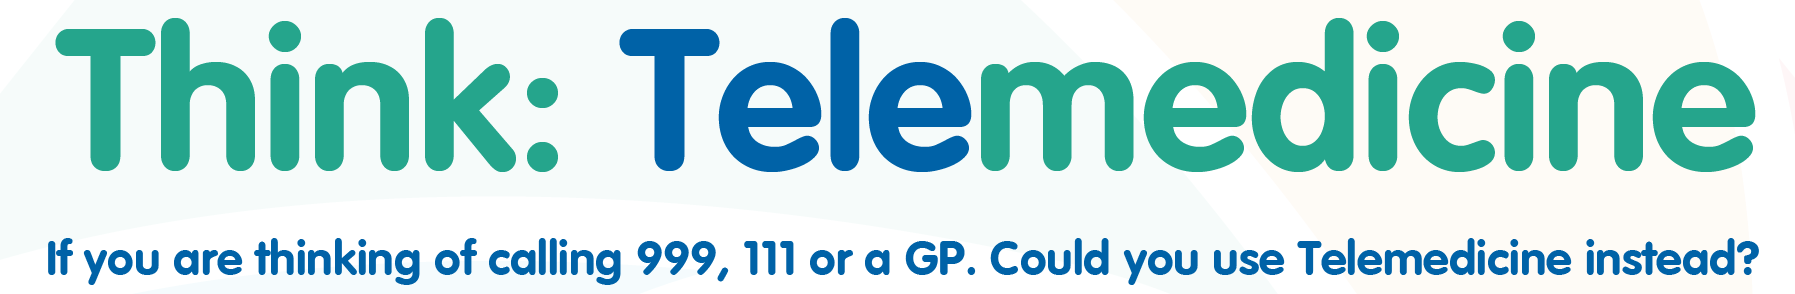 Think: Telemedicine
If you are thinking of calling 999, 111 or a GP. Could you use Telemedicine instead?